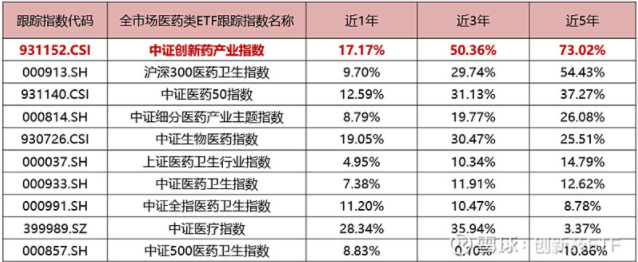 跟踪指数代码 全市场医药类ETF跟踪指数名称 近1年 近3年 近5年
931152.CSI 中证创新药产业指数 17.17% 50.36% 73.02%
000913.SH 沪深300医药卫生指数 9.70% 29.74% 54.43%
931140.CSI 中证医药50指数 12.59% 31.13% 37.27%
000814.SH 中证细分医药产业主题指数 8.79% 19.77% 26.08%
930726.CSI 中证生物医药指数 19.05% 30.47% 25.51%
000037.SH 上证医药卫生行业指数 4.95% 10.34% 14.79%
000933.SH 中证医药卫生指数 7.38% 11.91% 12.62%
000991.SH 中证全指医药卫生指数 11.20% 10.47% 8.78%
399989.SZ 中证医疗指数 28.34% 35.94% 3.37%
000857.SH 中证500医药卫生指数 8.83% 0.10% -10.86%
雪球:创新药ETF